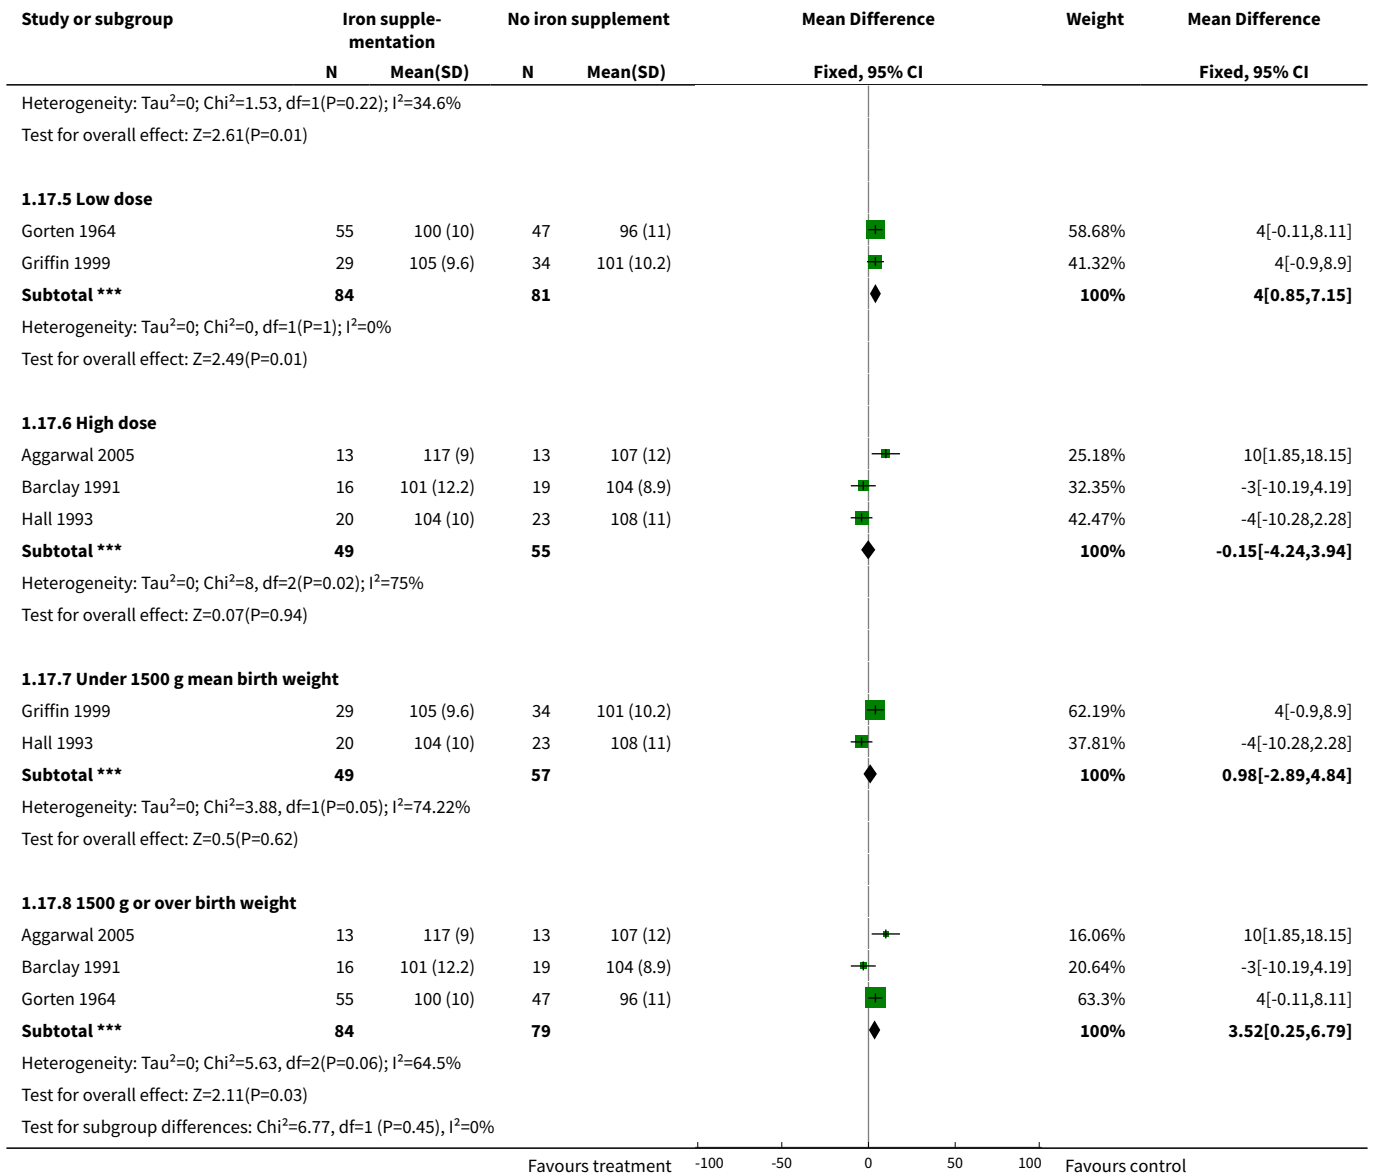 Study or subgroup Iron supple- No iron supplement Mean Difference Weight Mean Difference
mentation
N Mean(SD) N Mean(SD) Fixed, 95% CI Fixed, 95% CI
Heterogeneity: Tau²=0; Chi²=1.53, df=1(P=0.22); I²=34.6%
Test for overall effect: Z=2.61(P=0.01)
1.17.5 Low dose
Gorten 1964 55 100 (10) 47 96 (11) 58.68% 4[-0.11,8.11]
Griffin 1999 29 105 (9.6) 34 101 (10.2) 41.32% 4[-0.9,8.9]
Subtotal *** 84 81 100% 4[0.85,7.15]
Heterogeneity: Tau²=0; Chi²=0, df=1(P=1); I²=0%
Test for overall effect: Z=2.49(P=0.01)
1.17.6 High dose
Aggarwal 2005 13 117 (9) 13 107 (12) 25.18% 10[1.85,18.15]
Barclay 1991 16 101 (12.2) 19 104 (8.9) 32.35% -3[-10.19,4.19]
Hall 1993 20 104 (10) 23 108 (11) 42.47% -4[-10.28,2.28]
Subtotal *** 49 55 100% -0.15[-4.24,3.94]
Heterogeneity: Tau²=0; Chi²=8, df=2(P=0.02); I²=75%
Test for overall effect: Z=0.07(P=0.94)
1.17.7 Under 1500 g mean birth weight
Griffin 1999 29 105 (9.6) 34 101 (10.2) 62.19% 4[-0.9,8.9]
Hall 1993 20 104 (10) 23 108 (11) 37.81% -4[-10.28,2.28]
Subtotal *** 49 57 100% 0.98[-2.89,4.84]
Heterogeneity: Tau²=0; Chi²=3.88, df=1(P=0.05); I²=74.22%
Test for overall effect: Z=0.5(P=0.62)
1.17.8 1500 g or over birth weight
Aggarwal 2005 13 117 (9) 13 107 (12) 16.06% 10[1.85,18.15]
Barclay 1991 16 101 (12.2) 19 104 (8.9) 20.64% -3[-10.19,4.19]
Gorten 1964 55 100 (10) 47 96 (11) 63.3% 4[-0.11,8.11]
Subtotal *** 84 79 100% 3.52[0.25,6.79]
Heterogeneity: Tau²=0; Chi²=5.63, df=2(P=0.06); I²=64.5%
Test for overall effect: Z=2.11(P=0.03)
Test for subgroup differences: Chi²=6.77, df=1 (P=0.45), I²=0%
Favours treatment -100 -50 0 50 100 Favours control